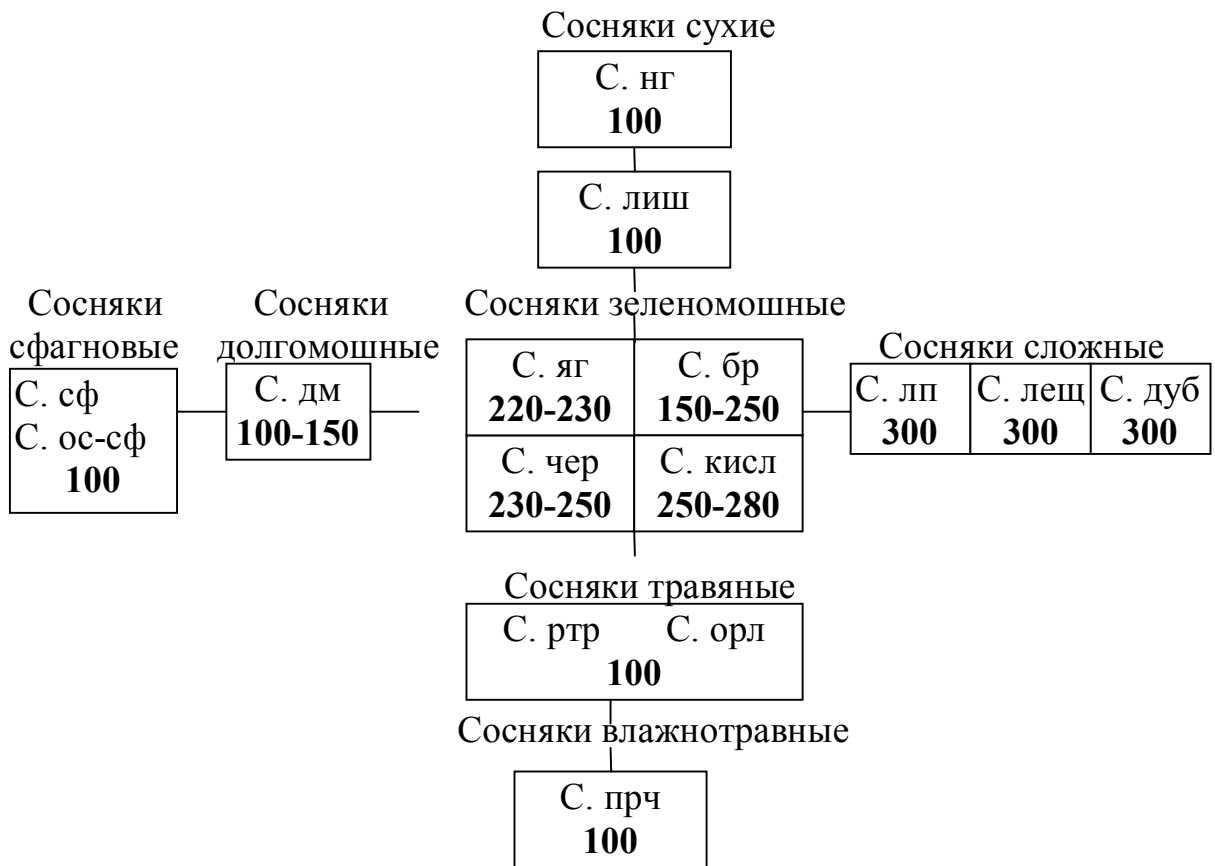 Сосняки сухие
С. нг
100
С. лиш
100
Сосняки
сфагновые
С. сф
С. ос-сф
100
Сосняки
долгомошные
С. дм
100-150
Сосняки зеленомошные
С. яг
220-230
С. бр
150-250
С. чер
230-250
С. кисл
250-280
Сосняки сложные
С. лп
300
С. лещ
300
С. дуб
300
Сосняки травяные
С. ртр С. орл
100
Сосняки влажнотравные
С. прч
100